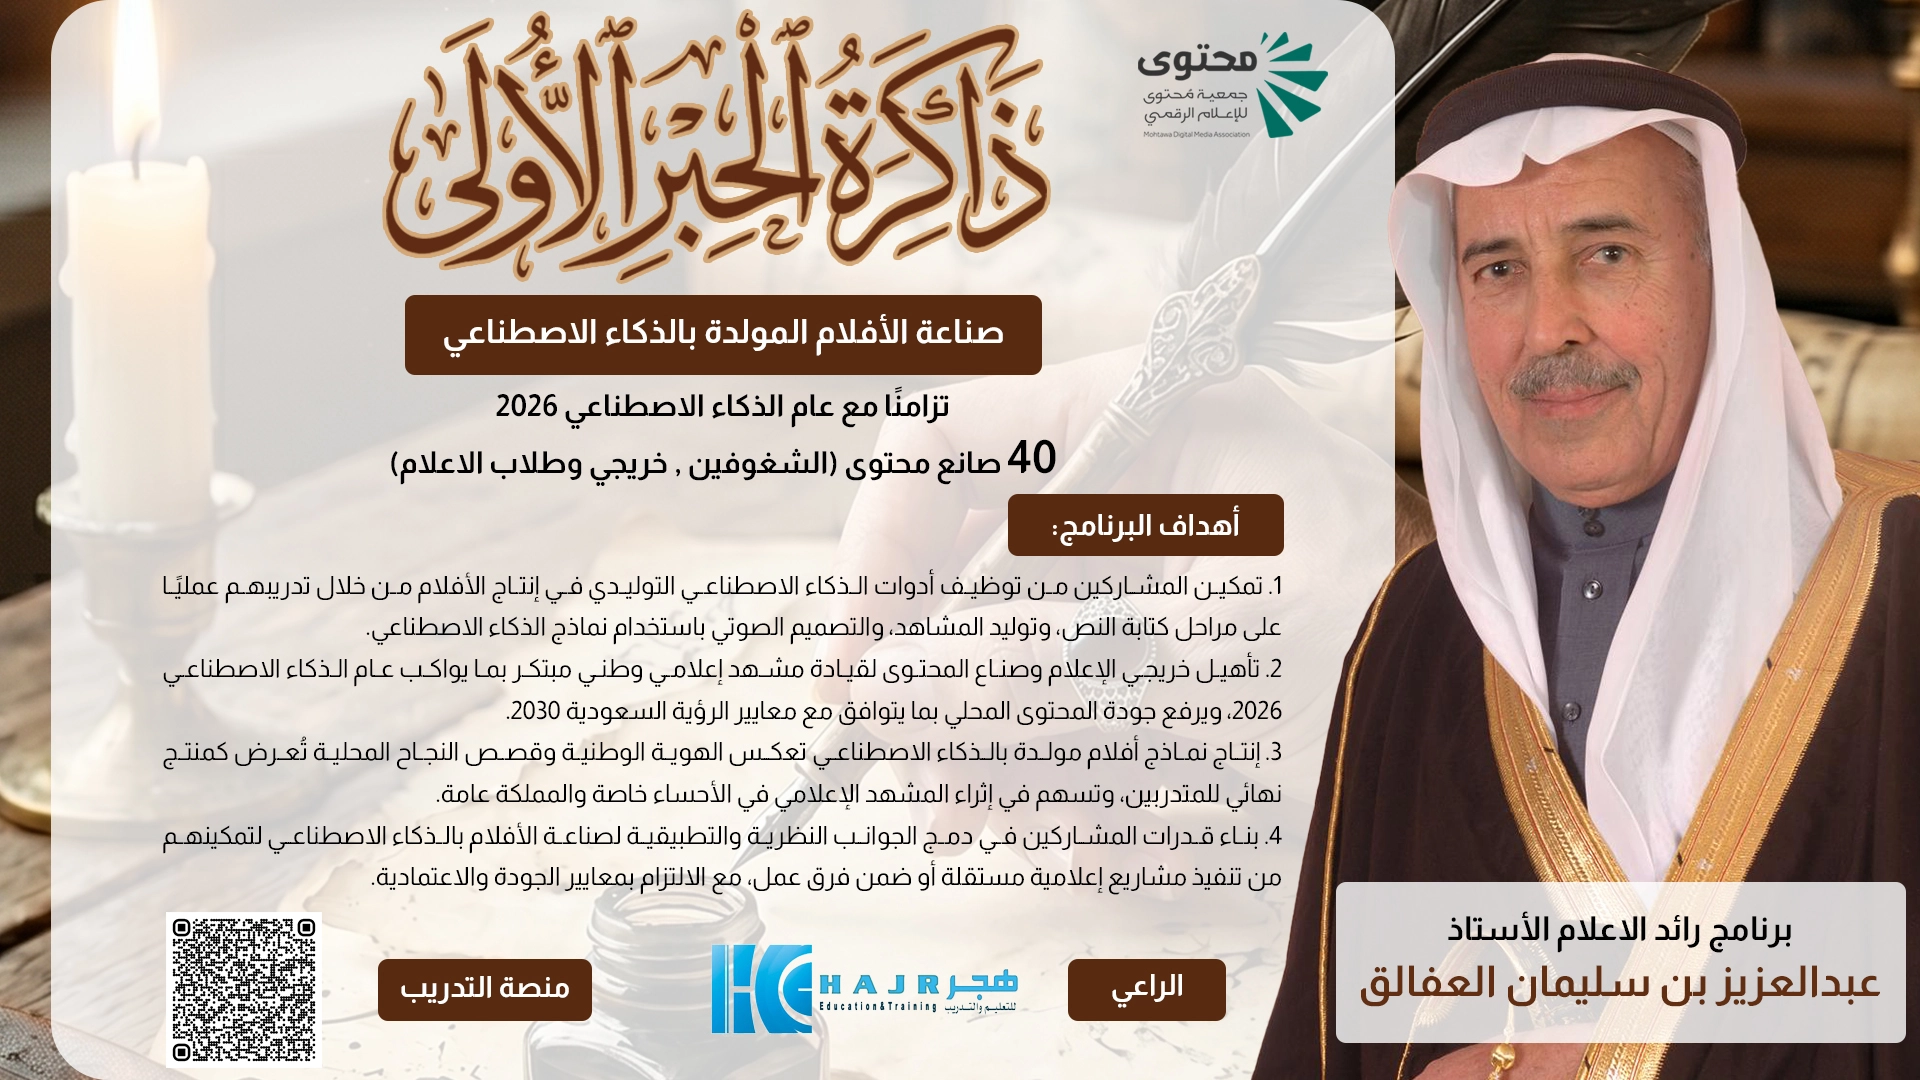 ذَاكِرَةُ ٱلْحِبْرِ ٱلْأُولَى
محتوى
جمعية مُحتوى
للإعلام الرقمي
Mohtawa Digital Media Association
صناعة الأفلام المولدة بالذكاء الاصطناعي
تزامنًا مع عام الذكاء الاصطناعي 2026
40 صانع محتوى (الشغوفين , خريجي وطلاب الاعلام)
أهداف البرنامج:
1. تمكين المشاركين من توظيف أدوات الذكاء الاصطناعي التوليدي في إنتاج الأفلام من خلال تدريبهم عمليًا
على مراحل كتابة النص، وتوليد المشاهد، والتصميم الصوتي باستخدام نماذج الذكاء الاصطناعي.
2. تأهيل خريجي الإعلام وصناع المحتوى لقيادة مشهد إعلامي وطني مبتكر بما يواكب عام الذكاء الاصطناعي
2026، ويرفع جودة المحتوى المحلي بما يتوافق مع معايير الرؤية السعودية 2030.
3. إنتاج نماذج أفلام مولدة بالذكاء الاصطناعي تعكس الهوية الوطنية وقصص النجاح المحلية تُعرض كمنتج
نهائي للمتدربين، وتسهم في إثراء المشهد الإعلامي في الأحساء خاصة والمملكة عامة.
4. بناء قدرات المشاركين في دمج الجوانب النظرية والتطبيقية لصناعة الأفلام بالذكاء الاصطناعي لتمكينهم
من تنفيذ مشاريع إعلامية مستقلة أو ضمن فرق عمل، مع الالتزام بمعايير الجودة والاعتمادية.
برنامج رائد الاعلام الأستاذ
عبدالعزيز بن سليمان العفالق
الراعي
هجر HAJR
للتعليم والتدريب Education&Training
منصة التدريب